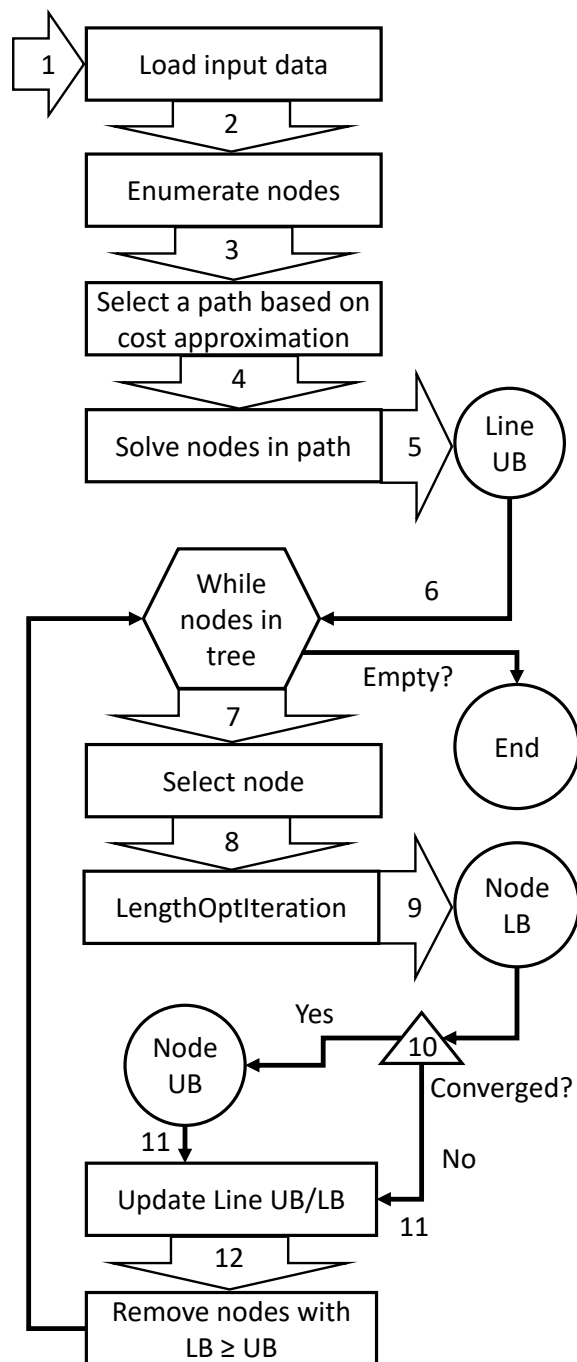 1
Load input data
2
Enumerate nodes
3
Select a path based on
cost approximation
4
Solve nodes in path
5
Line
UB
6
While
nodes in
tree
Empty?
End
7
Select node
8
LengthOptIteration
9
Node
LB
10
Converged?
Yes
Node
UB
11
No
11
Update Line UB/LB
12
Remove nodes with
LB ≥ UB